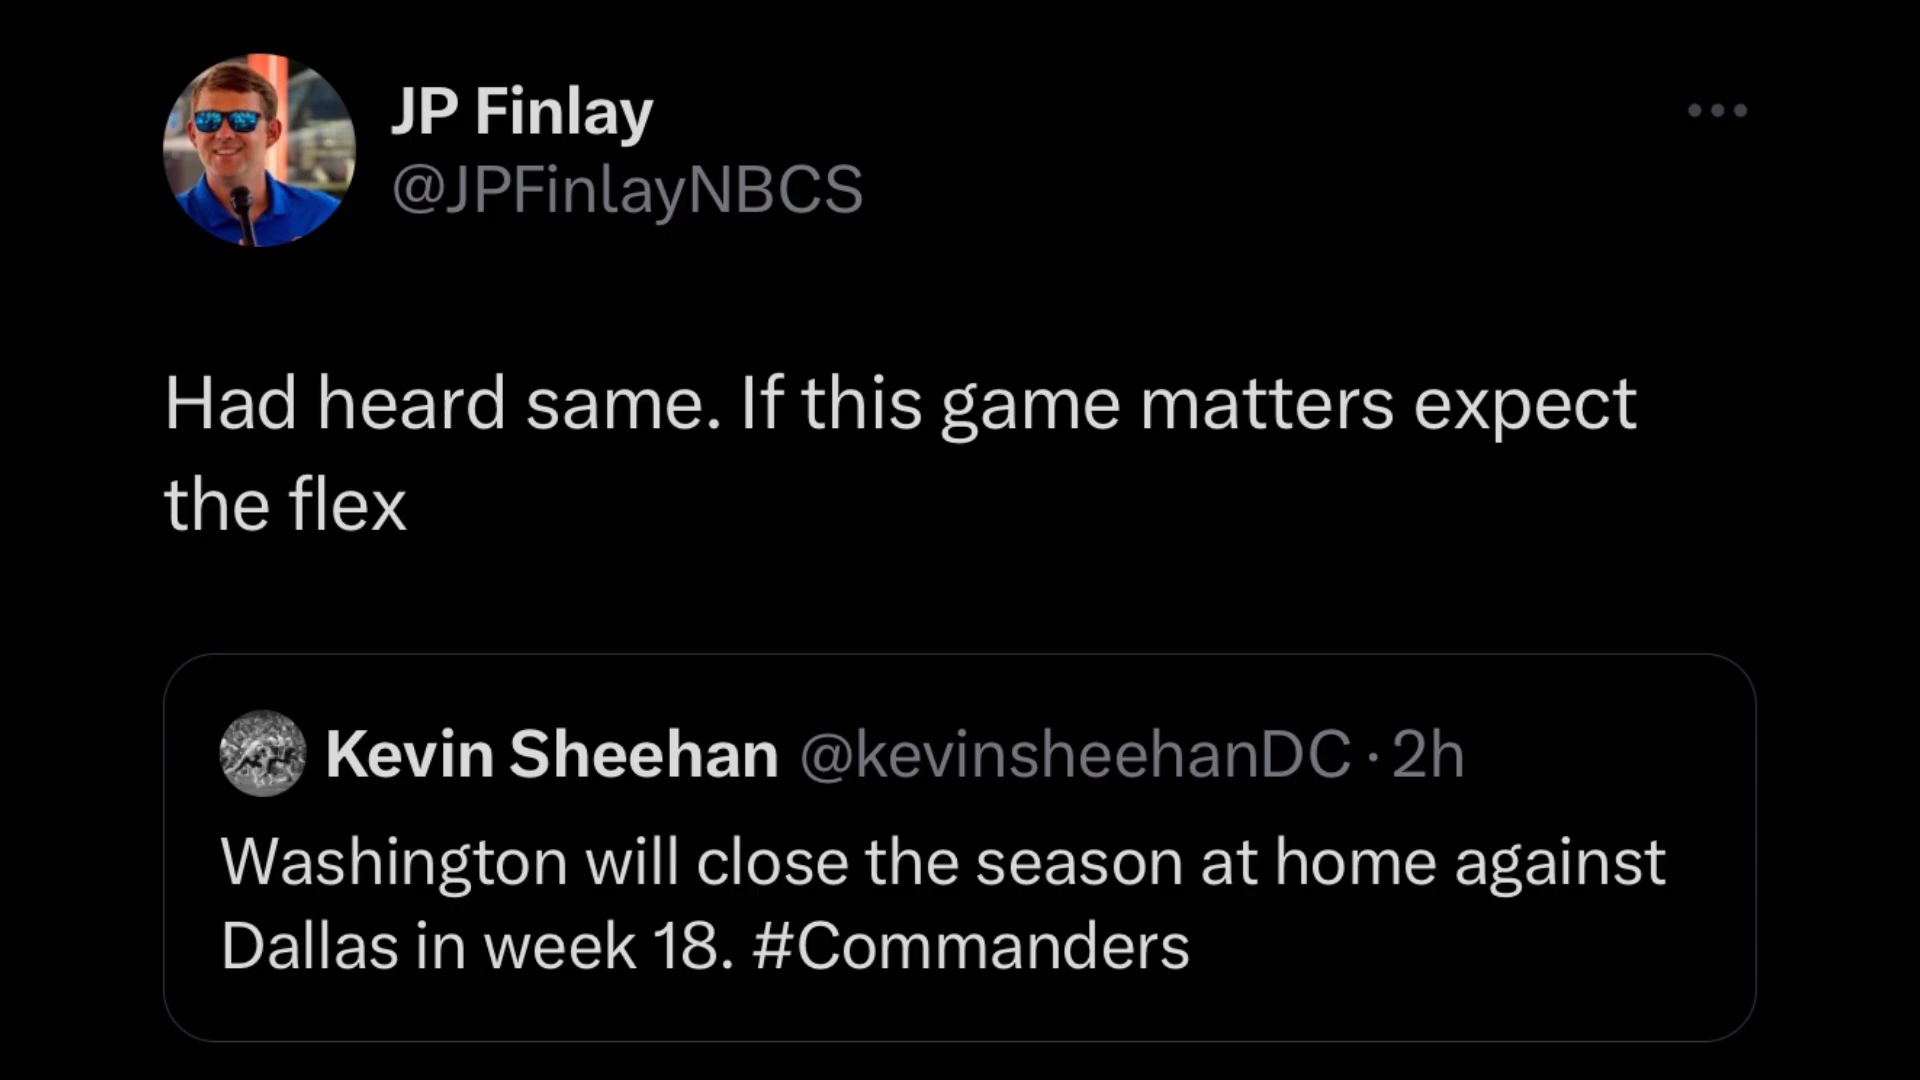 JP Finlay
@JPFinlayNBCS
Had heard same. If this game matters expect
the flex
Kevin Sheehan @kevinsheehanDC · 2h
Washington will close the season at home against
Dallas in week 18. #Commanders